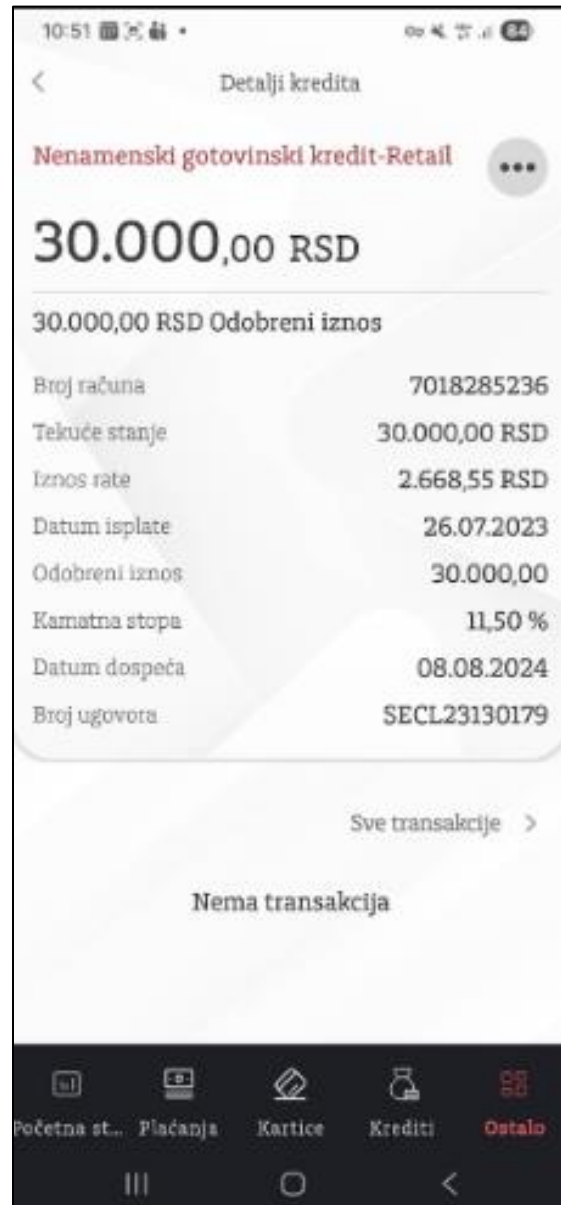 10:51
84
Detalji kredita
Nenamenski gotovinski kredit-Retail
30.000,00 RSD
30.000,00 RSD Odobreni iznos
Broj računa 7018285236
Tekuće stanje 30.000,00 RSD
Iznos rate 2.668,55 RSD
Datum isplate 26.07.2023
Odobreni iznos 30.000,00
Kamatna stopa 11,50 %
Datum dospeća 08.08.2024
Broj ugovora SECL23130179
Sve transakcije
Nema transakcija
Početna st... Plaćanja Kartice Krediti Ostalo